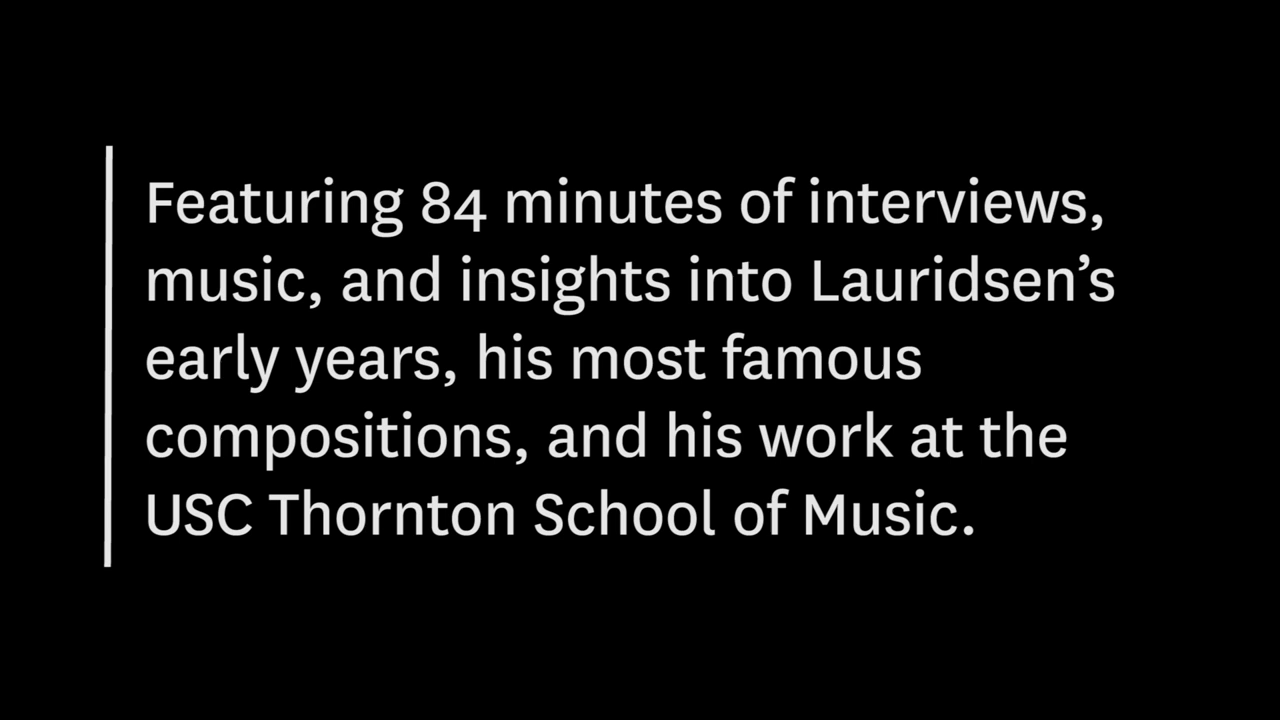 Featuring 84 minutes of interviews,
music, and insights into Lauridsen’s
early years, his most famous
compositions, and his work at the
USC Thornton School of Music.